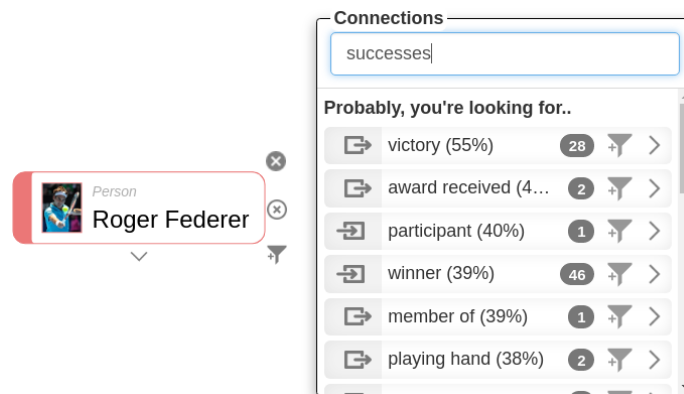 Connections
successes
Probably, you're looking for..
victory (55%) 28
award received (4... 2
participant (40%) 1
winner (39%) 46
member of (39%) 1
playing hand (38%) 2
Person
Roger Federer